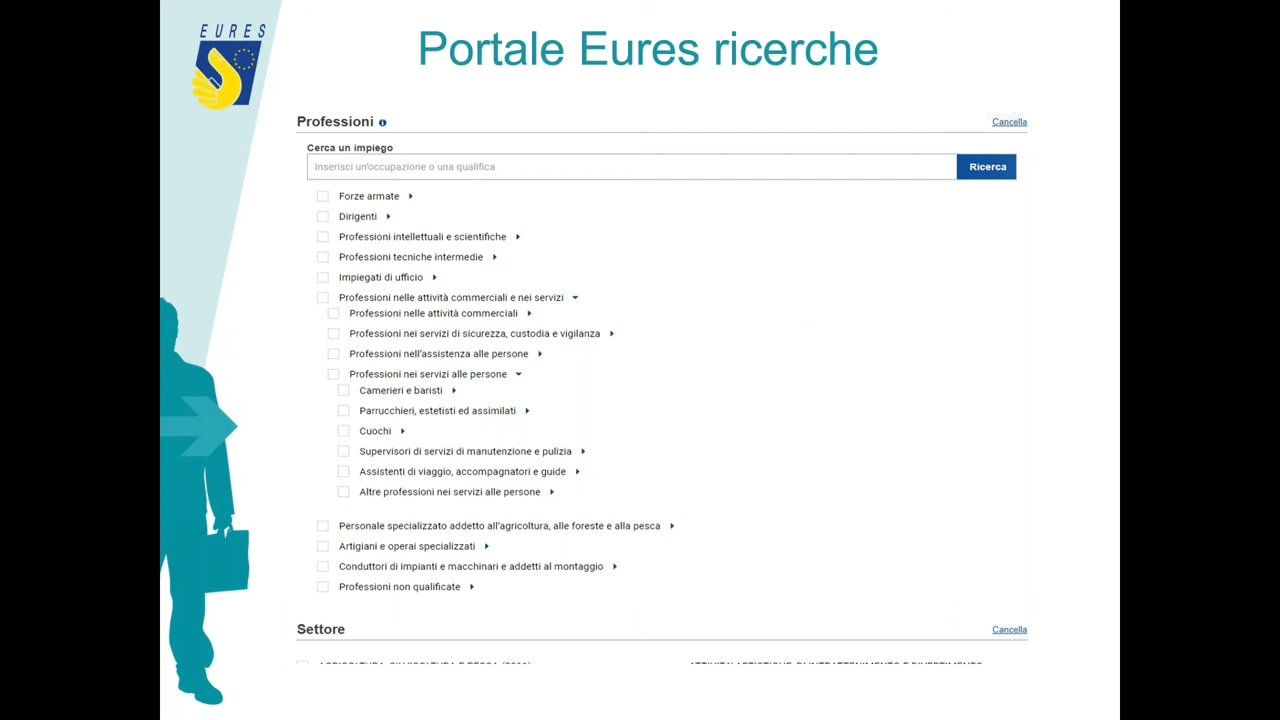 EURES
Portale Eures ricerche
Professioni
Cancella
Cerca un impiego
Inserisci un'occupazione o una qualifica
Ricerca
Forze armate
Dirigenti
Professioni intellettuali e scientifiche
Professioni tecniche intermedie
Impiegati di ufficio
Professioni nelle attività commerciali e nei servizi
Professioni nelle attività commerciali
Professioni nei servizi di sicurezza, custodia e vigilanza
Professioni nell'assistenza alle persone
Professioni nei servizi alle persone
Camerieri e baristi
Parrucchieri, estetisti ed assimilati
Cuochi
Supervisori di servizi di manutenzione e pulizia
Assistenti di viaggio, accompagnatori e guide
Altre professioni nei servizi alle persone
Personale specializzato addetto all'agricoltura, alle foreste e alla pesca
Artigiani e operai specializzati
Conduttori di impianti e macchinari e addetti al montaggio
Professioni non qualificate
Settore
Cancella